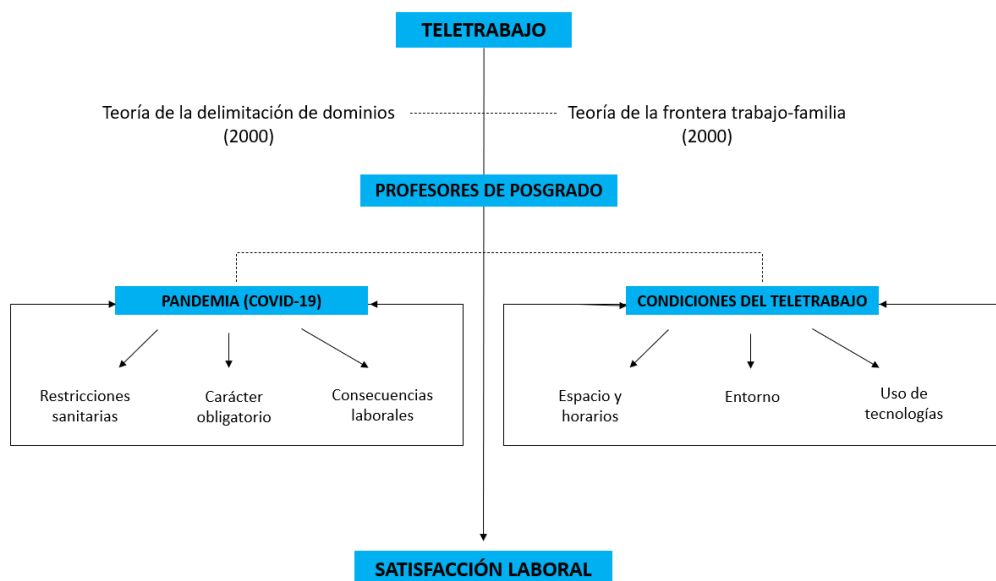 TELETRABAJO
Teoría de la delimitación de dominios
(2000)
Teoría de la frontera trabajo-familia
(2000)
PROFESORES DE POSGRADO
PANDEMIA (COVID-19)
CONDICIONES DEL TELETRABAJO
Restricciones
sanitarias
Carácter
obligatorio
Consecuencias
laborales
Espacio y
horarios
Entorno
Uso de
tecnologías
SATISFACCIÓN LABORAL